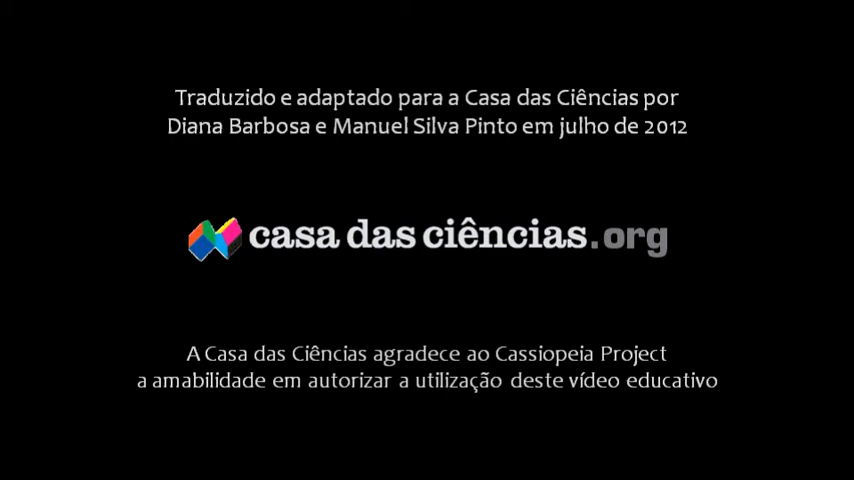 Traduzido e adaptado para a Casa das Ciências por
Diana Barbosa e Manuel Silva Pinto em julho de 2012
casa das ciências.org
A Casa das Ciências agradece ao Cassiopeia Project
a amabilidade em autorizar a utilização deste vídeo educativo